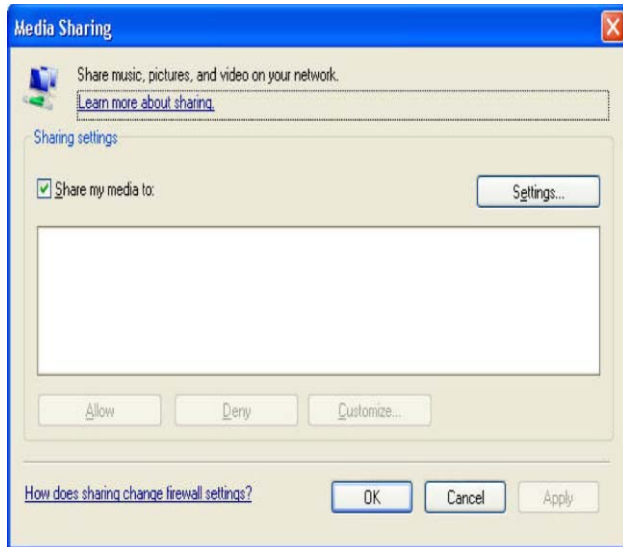 Media Sharing
Share music, pictures, and video on your network.
Learn more about sharing.
Sharing settings
Share my media to:
Settings...
Allow Deny Customize...
How does sharing change firewall settings? OK Cancel Apply